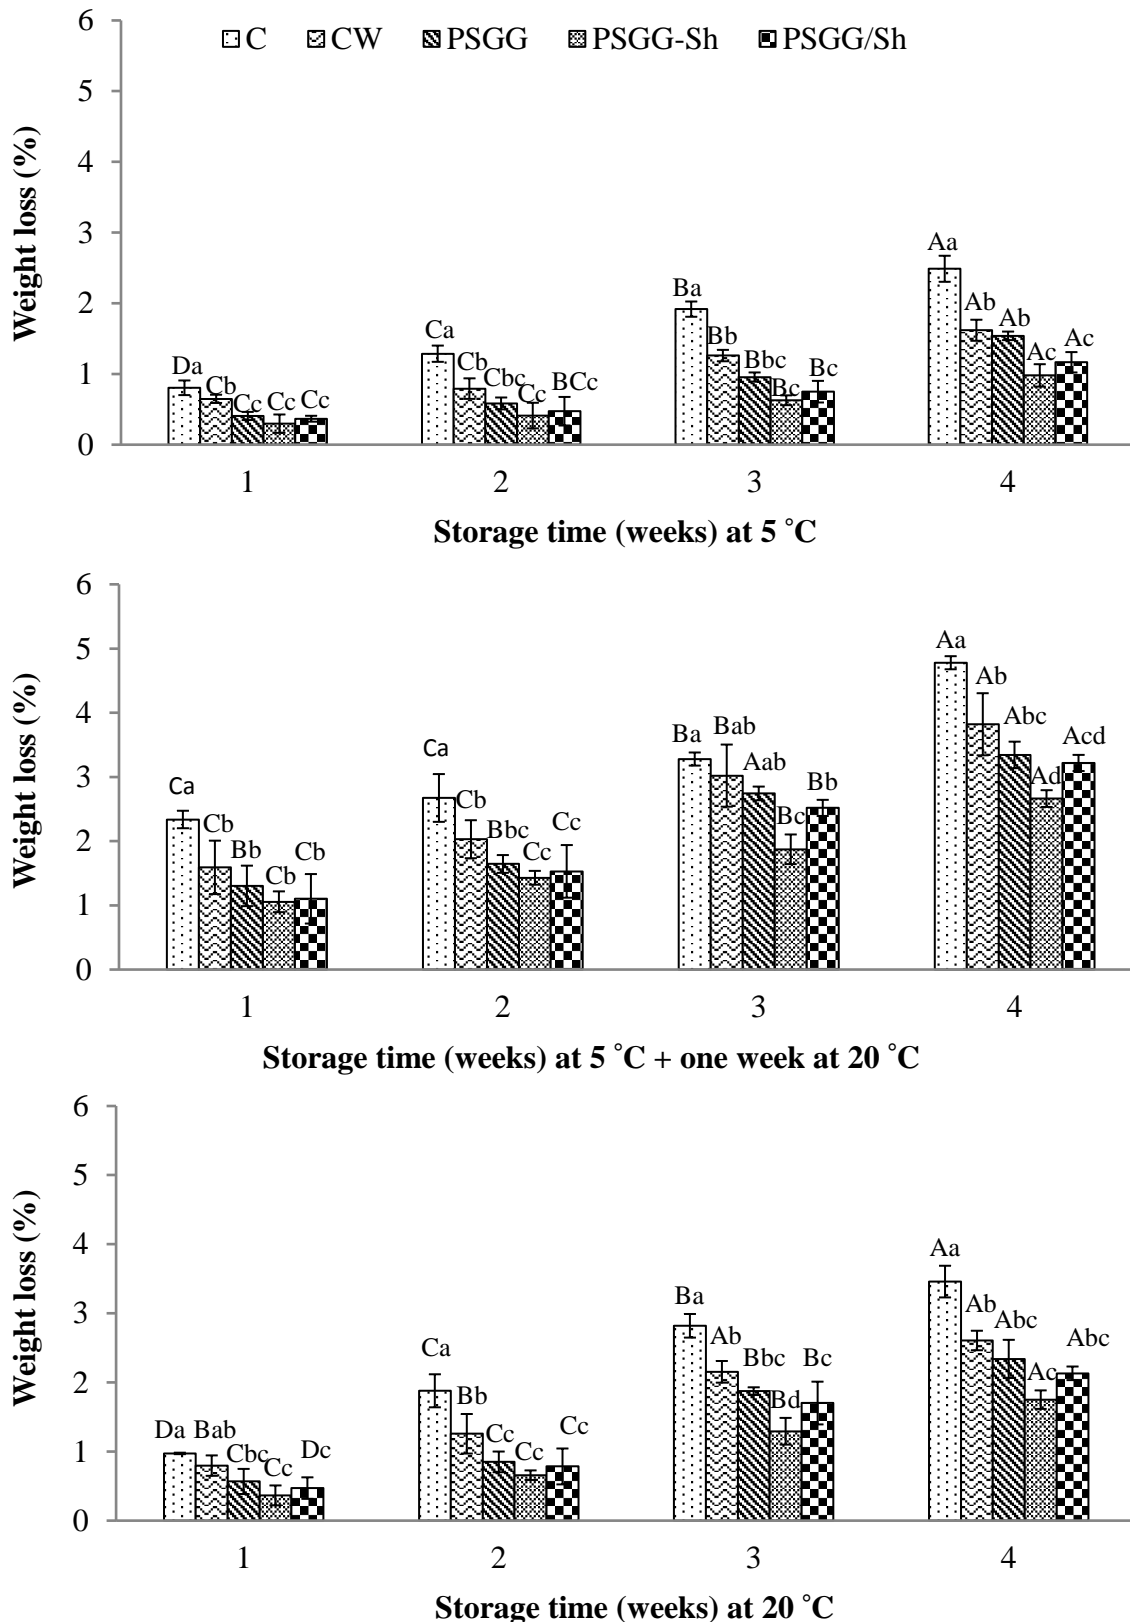 6
C CW PSGG PSGG-Sh PSGG/Sh
5
4
3
2
1
0
Weight loss (%)
Da Cb Cc Cc Cc
Ca Cb Cbc Cc BCc
Ba Bb Bbc Bc Bc
Aa Ab Ab Ac Ac
1 2 3 4
Storage time (weeks) at 5 ˚C
6
5
4
3
2
1
0
Weight loss (%)
Ca Cb Bb Cb Cb
Ca Cb Bbc Cc Cc
Ba Bab Aab Bc Bb
Aa Ab Abc Ad Acd
1 2 3 4
Storage time (weeks) at 5 ˚C + one week at 20 ˚C
6
5
4
3
2
1
0
Weight loss (%)
Da Bab Cbc Cc Dc
Ca Bb Cc Cc Cc
Ba Ab Bbc Bd Bc
Aa Ab Abc Ac Abc
1 2 3 4
Storage time (weeks) at 20 ˚C